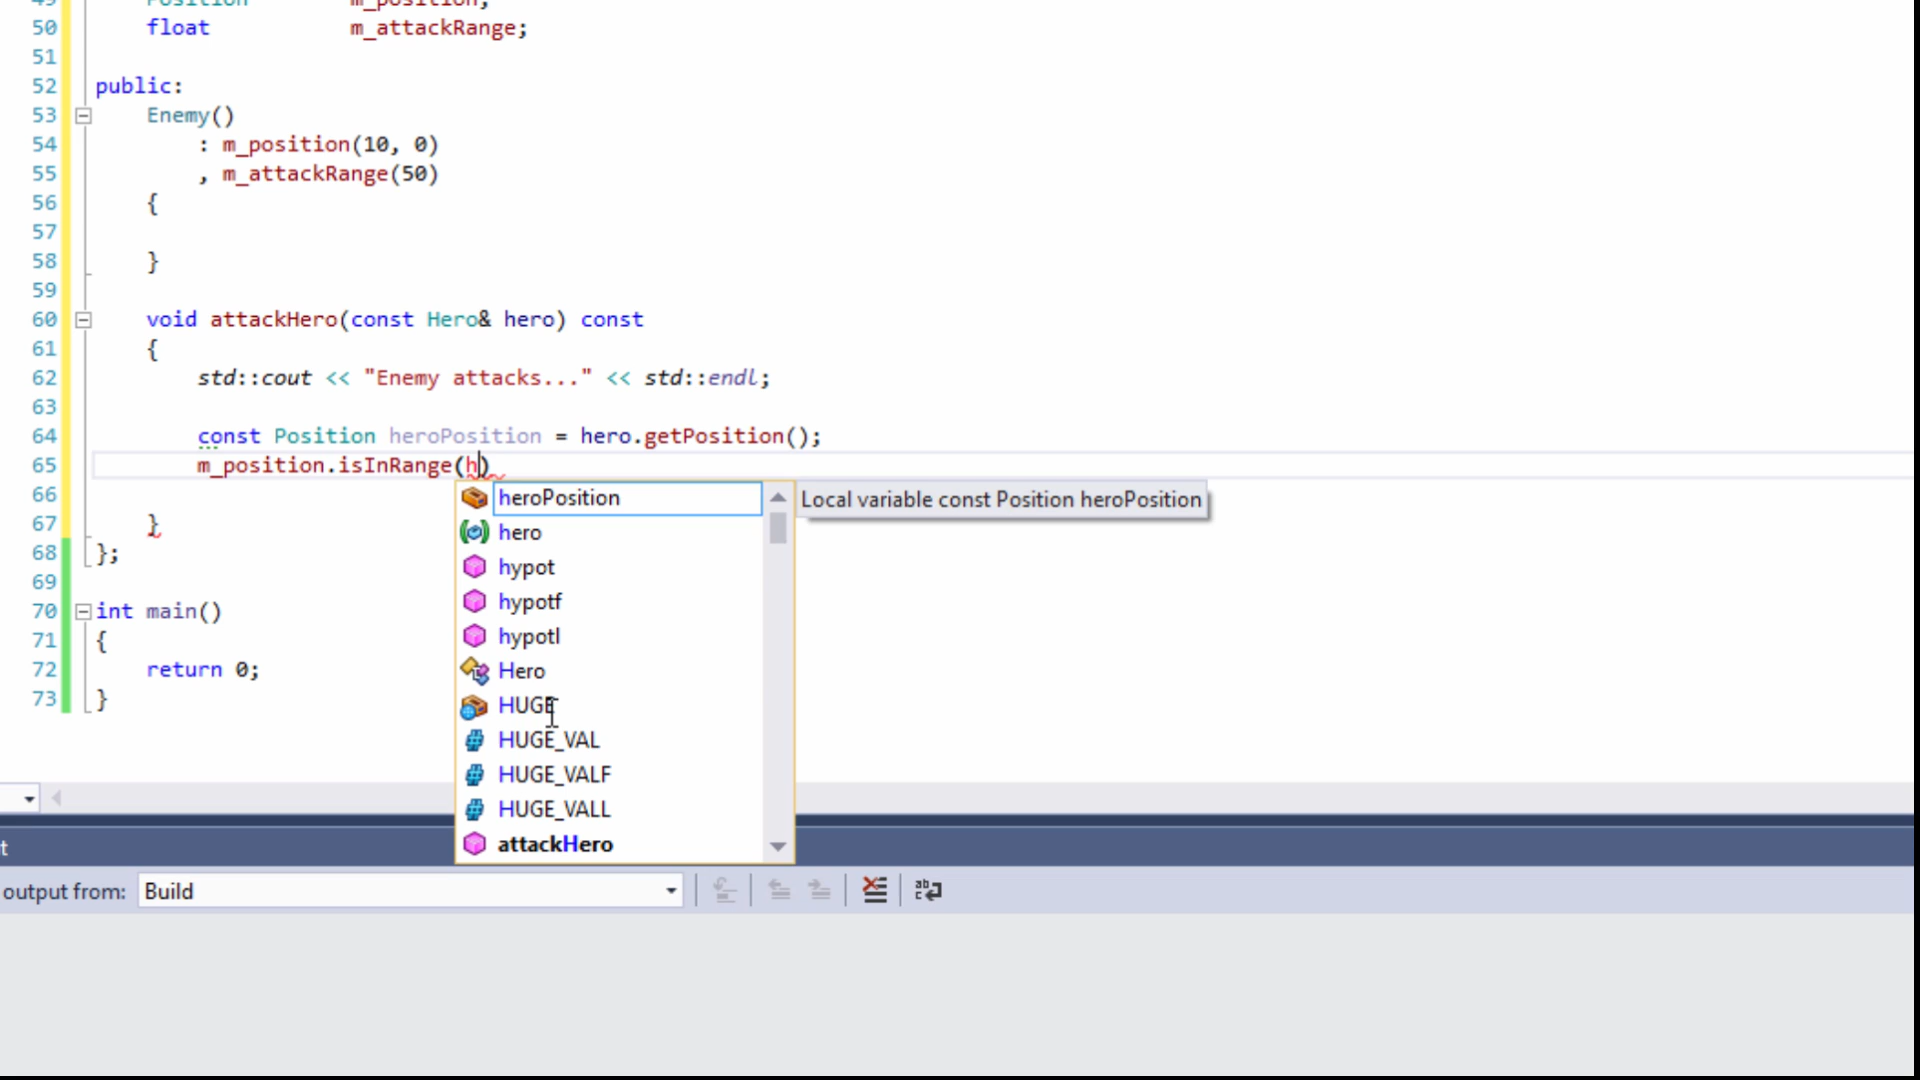 49 Position m_position;
50 float m_attackRange;
51
52 public:
53 Enemy()
54 : m_position(10, 0)
55 , m_attackRange(50)
56 {
57
58 }
59
60 void attackHero(const Hero& hero) const
61 {
62 std::cout << "Enemy attacks..." << std::endl;
63
64 const Position heroPosition = hero.getPosition();
65 m_position.isInRange(h)
66
heroPosition
Local variable const Position heroPosition
hero
hypot
hypotf
hypotl
Hero
HUGE
HUGE_VAL
HUGE_VALF
HUGE_VALL
attackHero
67 }
68 };
69
70 int main()
71 {
72 return 0;
73 }
t
output from: Build